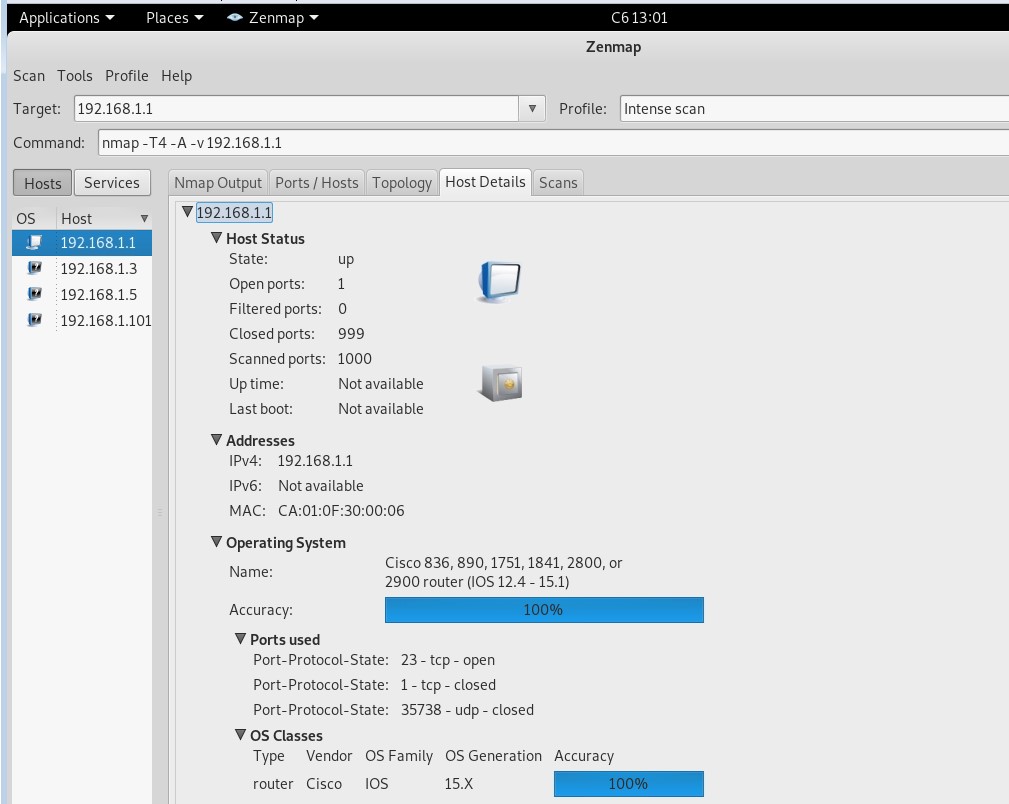 Applications Places Zenmap С6 13:01
Zenmap
Scan Tools Profile Help
Target: 192.168.1.1 Profile: Intense scan
Command: nmap -T4 -A -v 192.168.1.1
Hosts Services Nmap Output Ports / Hosts Topology Host Details Scans
OS Host
192.168.1.1
192.168.1.3
192.168.1.5
192.168.1.101
192.168.1.1
Host Status
State: up
Open ports: 1
Filtered ports: 0
Closed ports: 999
Scanned ports: 1000
Up time: Not available
Last boot: Not available
Addresses
IPv4: 192.168.1.1
IPv6: Not available
MAC: CA:01:0F:30:00:06
Operating System
Name: Cisco 836, 890, 1751, 1841, 2800, or
2900 router (IOS 12.4 - 15.1)
Accuracy: 100%
Ports used
Port-Protocol-State: 23 - tcp - open
Port-Protocol-State: 1 - tcp - closed
Port-Protocol-State: 35738 - udp - closed
OS Classes
Type Vendor OS Family OS Generation Accuracy
router Cisco IOS 15.X 100%